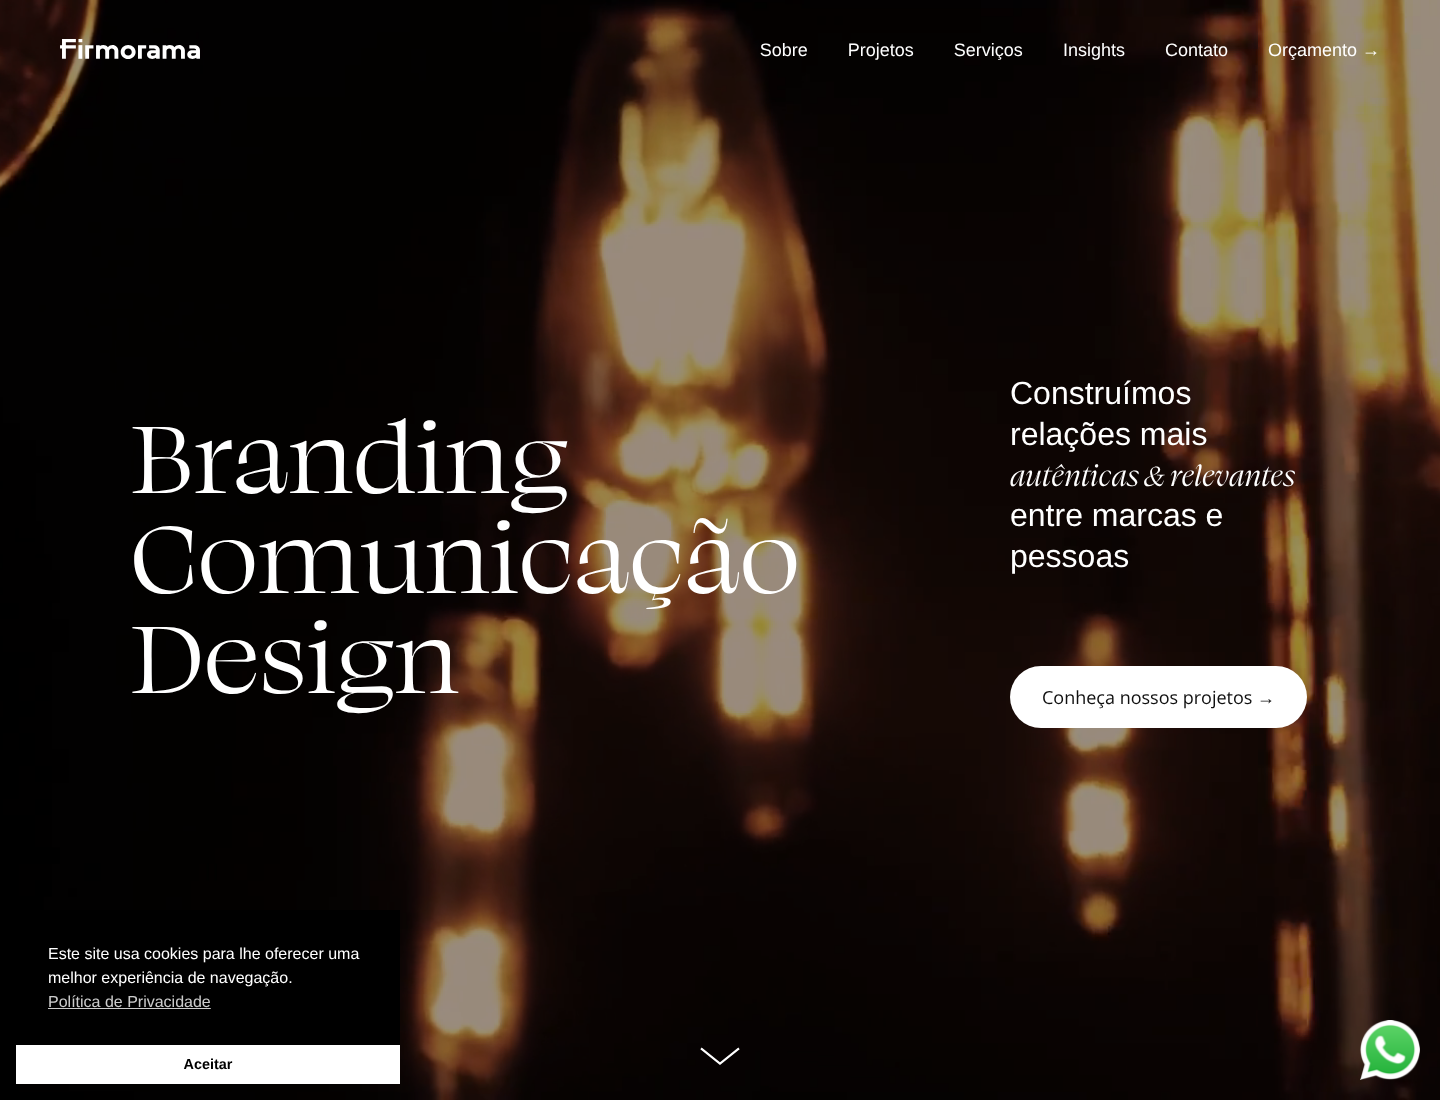 Firmorama
Sobre
Projetos
Serviços
Insights
Contato
Orçamento →
Branding
Comunicação
Design
Construímos
relações mais
autênticas & relevantes
entre marcas e
pessoas
Conheça nossos projetos →
Este site usa cookies para lhe oferecer uma
melhor experiência de navegação.
Política de Privacidade
Aceitar